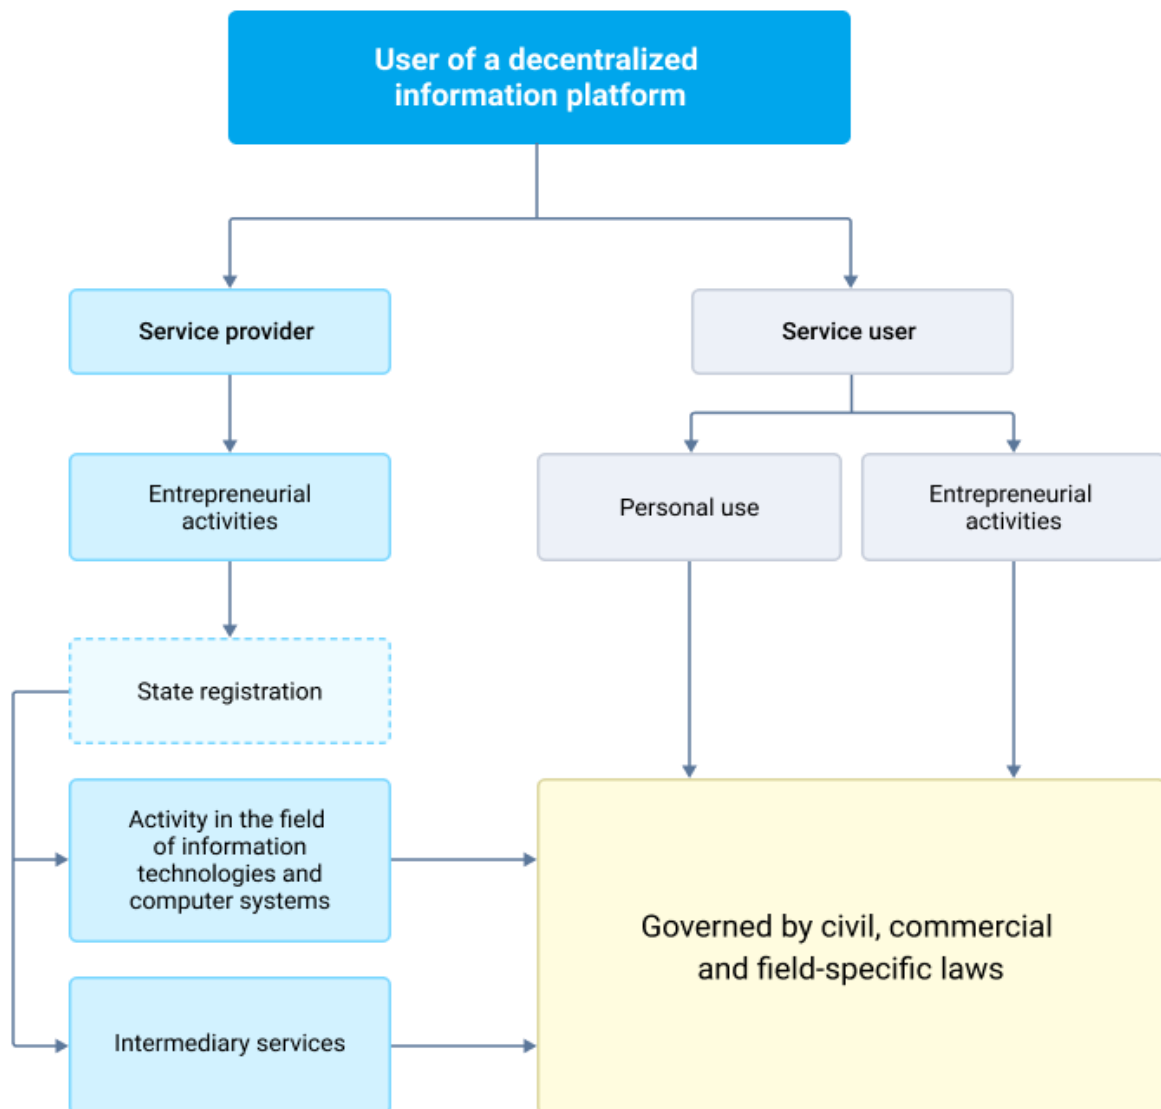 User of a decentralized
information platform
Service provider
Service user
Entrepreneurial
activities
Personal use
Entrepreneurial
activities
State registration
Activity in the field
of information
technologies and
computer systems
Governed by civil, commercial
and field-specific laws
Intermediary services